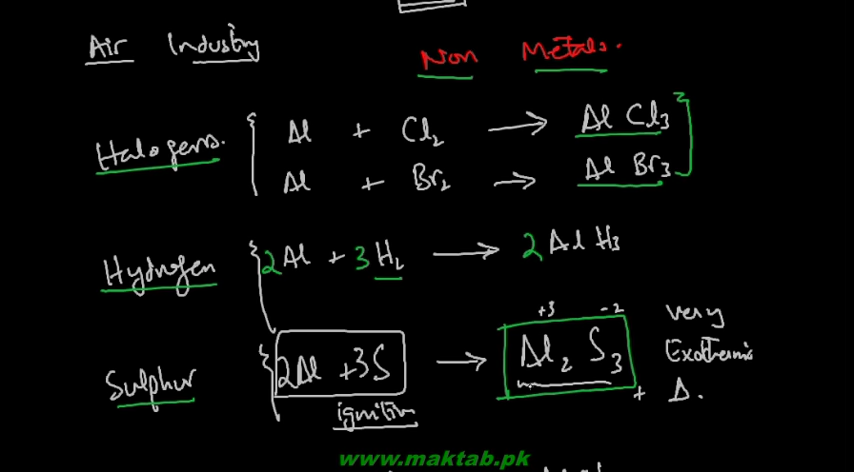 Air Industry
Non Metals.
Halogens.
Al + Cl₂ → AlCl₃
Al + Br₂ → AlBr₃
Hydrogen
2Al + 3H₂ → 2AlH₃
Sulphur
2Al + 3S → Al₂S₃
+3 -2
ignition
very
Exothermic
+ Δ.
www.maktab.pk